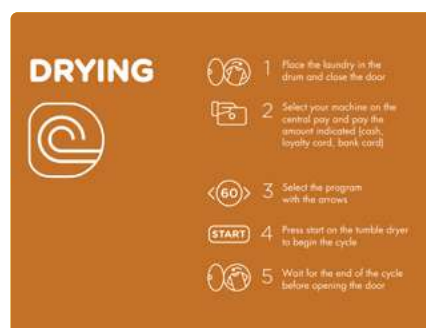 DRYING
1 Place the laundry in the
drum and close the door
2 Select your machine on the
central pay and pay the
amount indicated (cash,
loyalty card, bank card)
<60> 3 Select the program
with the arrows
START 4 Press start on the tumble dryer
to begin the cycle
5 Wait for the end of the cycle
before opening the door